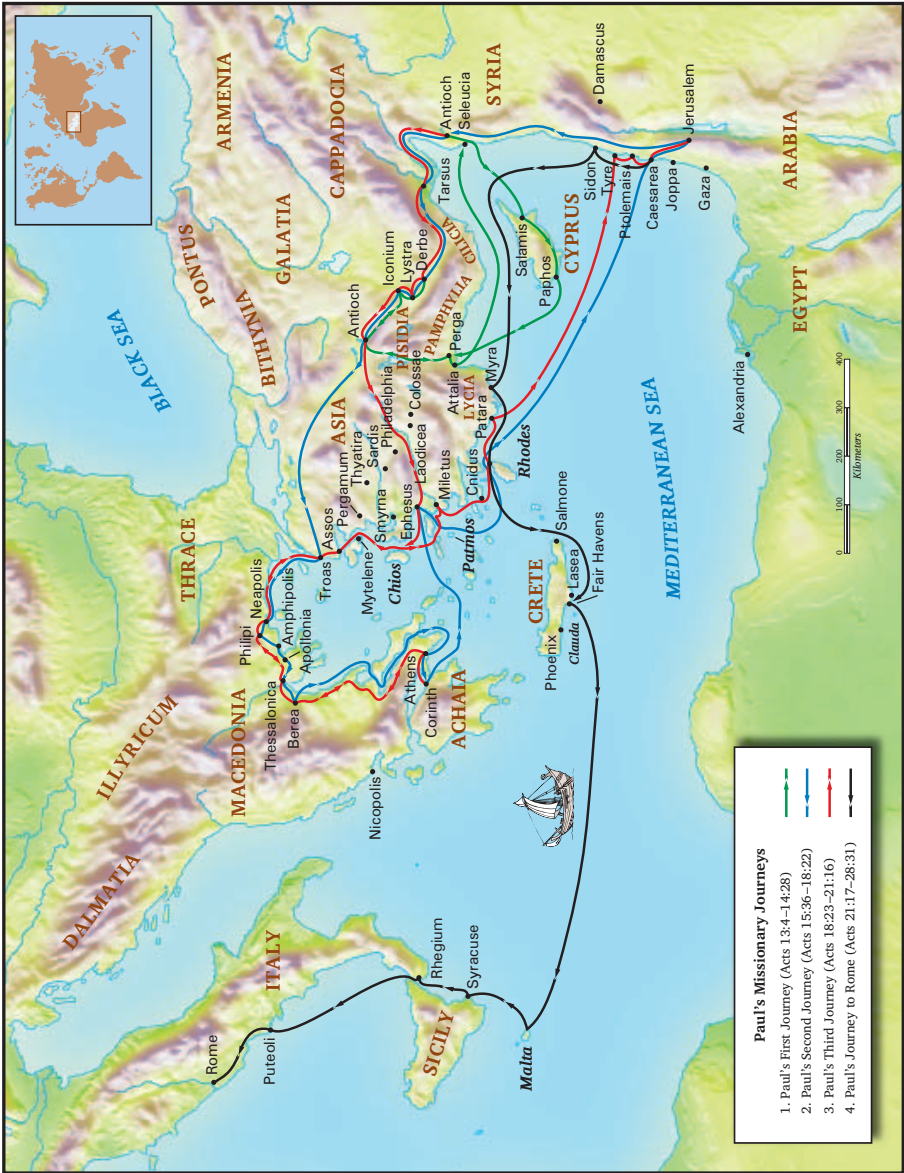 BLACK SEA
ARMENIA
PONTUS
BITHYNIA
GALATIA
CAPPADOCIA
THRACE
ILLYRICUM
DALMATIA
MACEDONIA
ITALY
ASIA
PISIDIA
PAMPHYLIA
CILICIA
LYCIA
SYRIA
ACHAIA
SICILY
CRETE
CYPRUS
ARABIA
EGYPT
MEDITERRANEAN SEA
Rome
Puteoli
Rhegium
Syracuse
Malta
Nicopolis
Philipi
Neapolis
Amphipolis
Apollonia
Thessalonica
Berea
Athens
Corinth
Assos
Troas
Mytelene
Chios
Pergamum
Thyatira
Sardis
Philadelphia
Smyrna
Ephesus
Laodicea
Colossae
Miletus
Patmos
Cnidus
Rhodes
Patara
Myra
Attalia
Perga
Antioch
Iconium
Lystra
Derbe
Tarsus
Antioch
Seleucia
Salamis
Paphos
Damascus
Sidon
Tyre
Ptolemais
Caesarea
Joppa
Jerusalem
Gaza
Alexandria
Salmone
Lasea
Fair Havens
Phoenix
Clauda
0 100 200 300 400
Kilometers
Paul's Missionary Journeys
1. Paul's First Journey (Acts 13:4–14:28)
2. Paul's Second Journey (Acts 15:36–18:22)
3. Paul's Third Journey (Acts 18:23–21:16)
4. Paul's Journey to Rome (Acts 21:17–28:31)